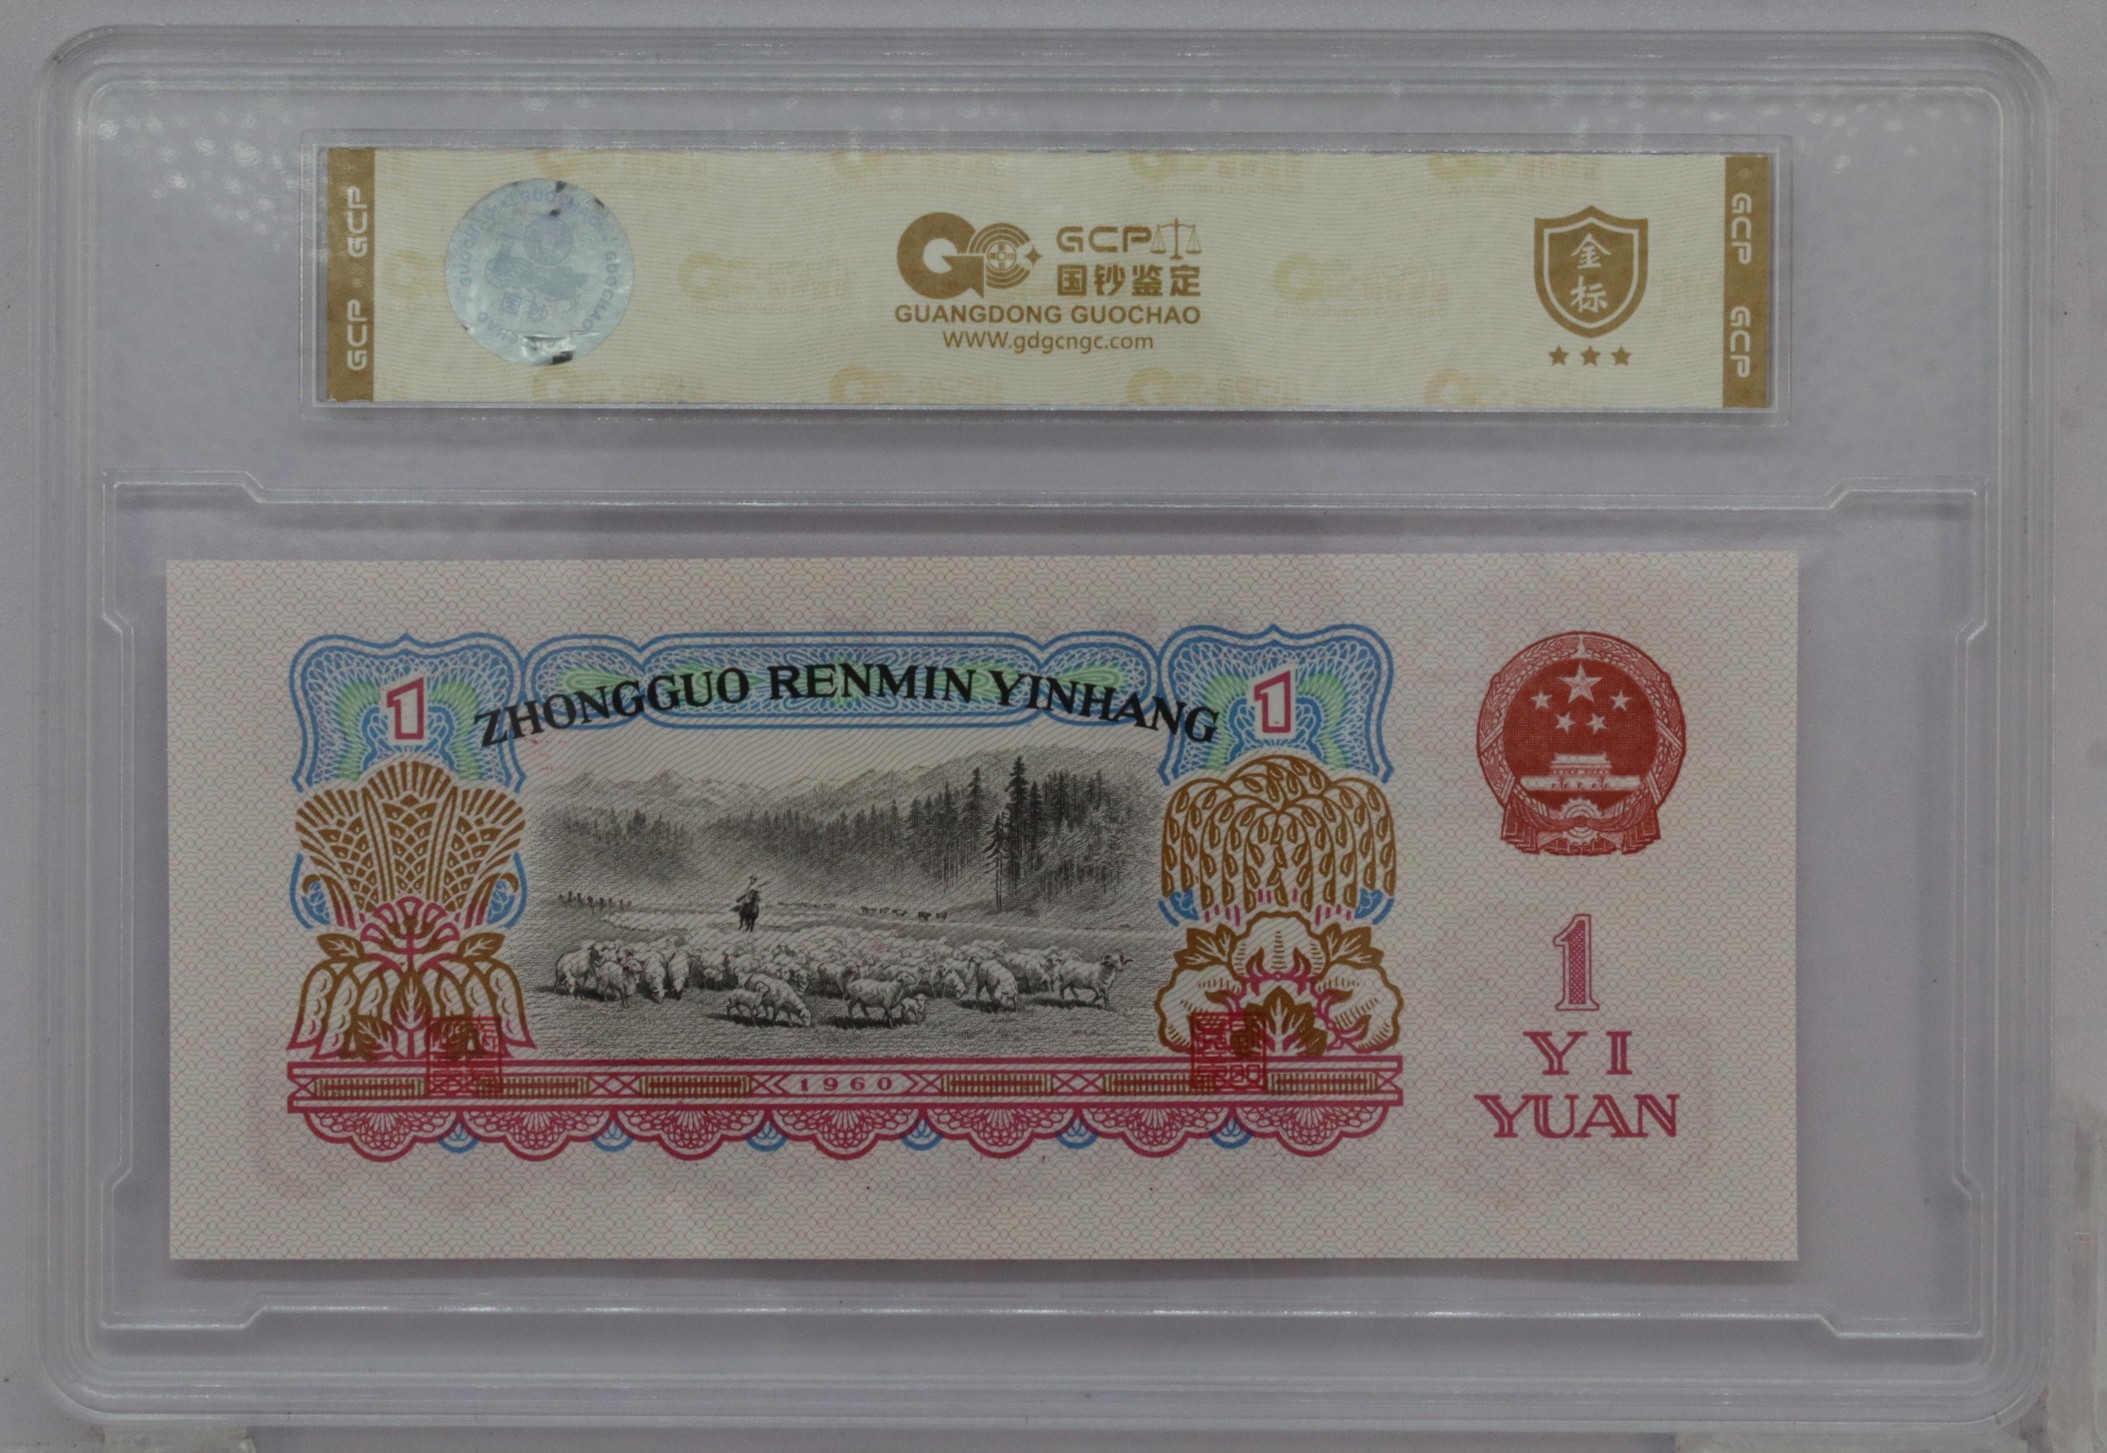 GCP GCP
GCP
国钞鉴定
GUANGDONG GUOCHAO
www.gdgcngc.com
金
标
GCP GCP
1
ZHONGGUO RENMIN YINHANG
1
1960
1
YI
YUAN